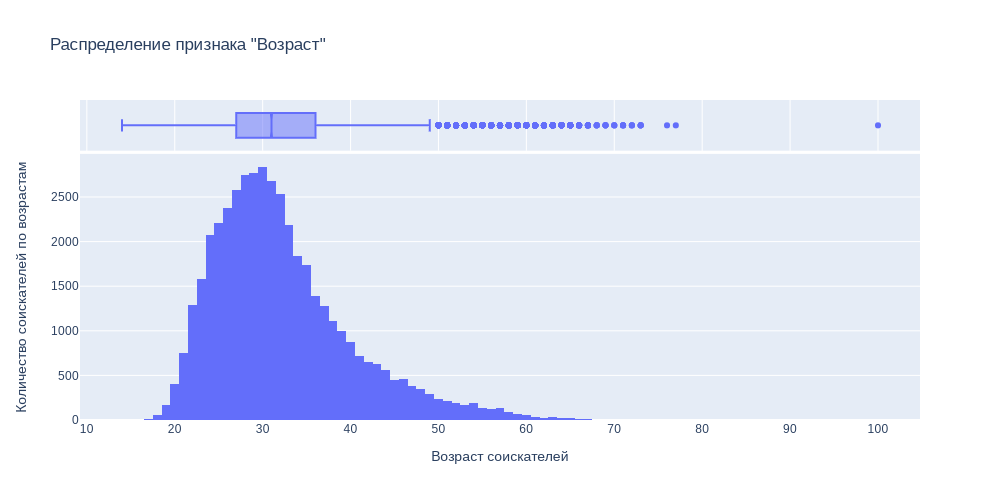 Распределение признака "Возраст"
Количество соискателей по возрастам
2500
2000
1500
1000
500
0
10 20 30 40 50 60 70 80 90 100
Возраст соискателей